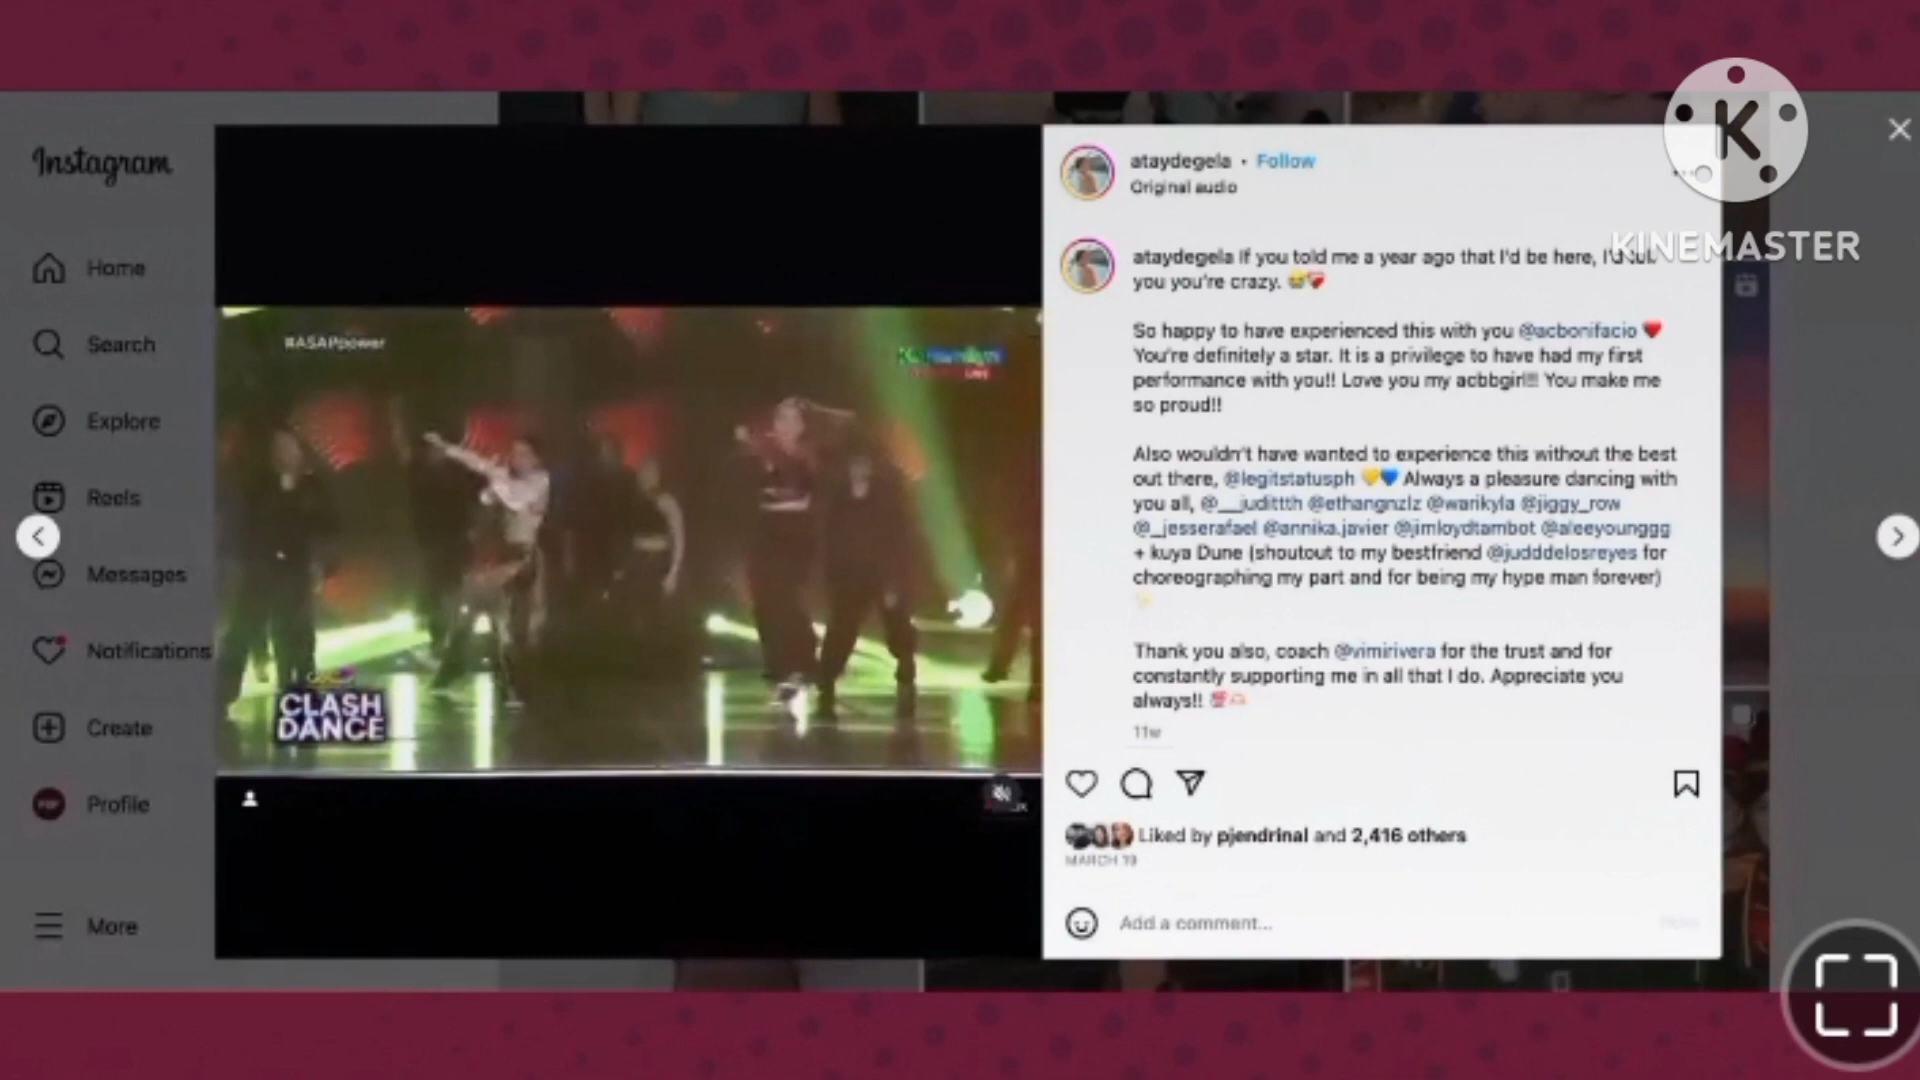 Instagram
Home
Search
Explore
Reels
Messages
Notifications
Create
Profile
More
#ASAPpower
LIVE
CLASH
DANCE
ataydegela • Follow
Original audio
ataydegela If you told me a year ago that I'd be here, I'd
you you're crazy. 😭❤️‍🩹
So happy to have experienced this with you @acbonifacio ❤️
You're definitely a star. It is a privilege to have had my first
performance with you!! Love you my acbbgirl!!! You make me
so proud!!
Also wouldn't have wanted to experience this without the best
out there, @legitstatusph 💛💙 Always a pleasure dancing with
you all, @__judittth @ethangnzlz @warikyla @jiggy_row
@_jesserafael @annika.javier @jimloydtambot @aleeyounggg
+ kuya Dune (shoutout to my bestfriend @judddelosreyes for
choreographing my part and for being my hype man forever)
✨
Thank you also, coach @vimirivera for the trust and for
constantly supporting me in all that I do. Appreciate you
always!! 💯🫶
11w
Liked by pjendrinal and 2,416 others
MARCH 19
Add a comment...
K
KINEMASTER